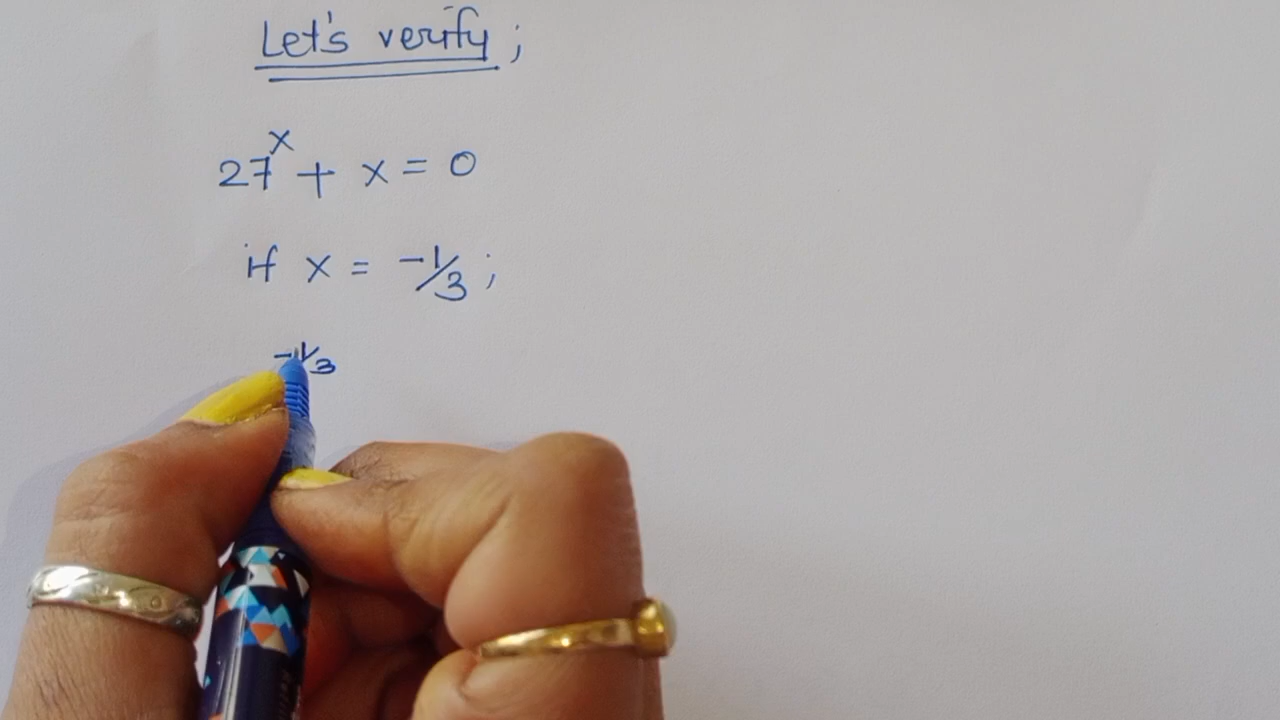 Let's verify;
27^x + x = 0
if x = -1/3;
-1/3